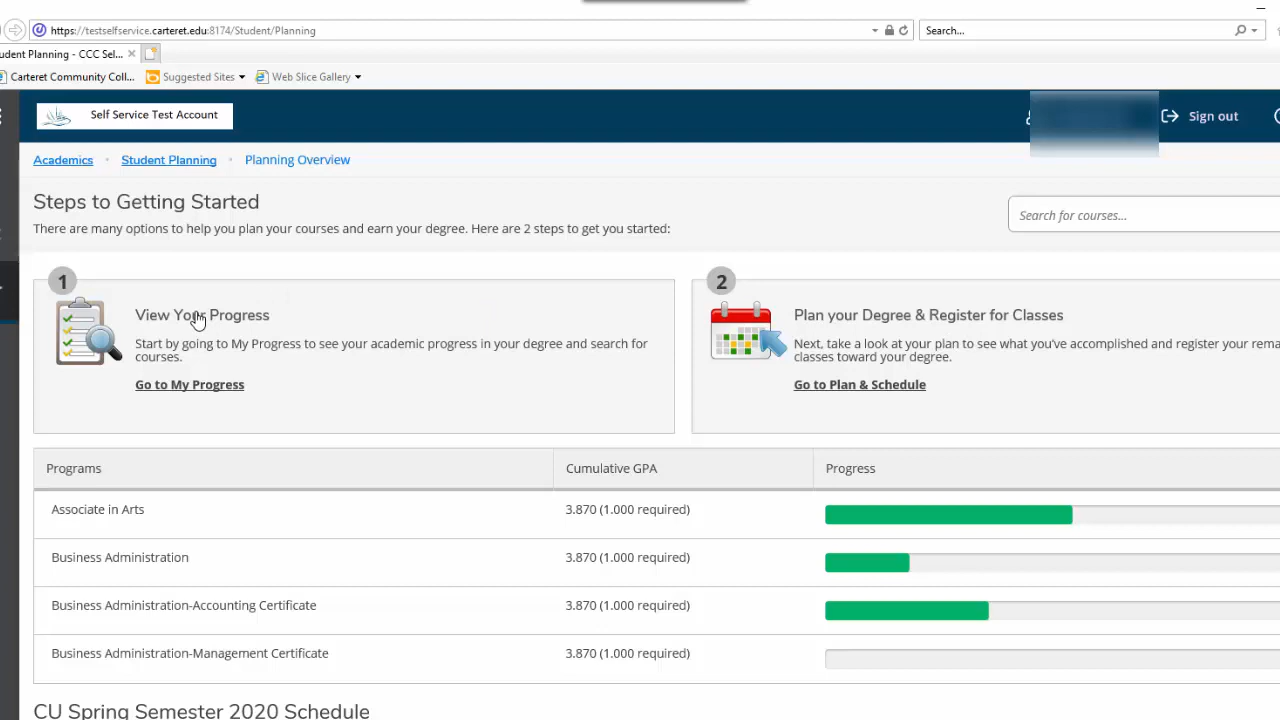 https://testselfservice.carteret.edu:8174/Student/Planning
Search...
udent Planning - CCC Sel...
Carteret Community Coll...
Suggested Sites
Web Slice Gallery
Self Service Test Account
Sign out
Academics
Student Planning
Planning Overview
Steps to Getting Started
Search for courses...
There are many options to help you plan your courses and earn your degree. Here are 2 steps to get you started:
1
View Your Progress
Start by going to My Progress to see your academic progress in your degree and search for
courses.
Go to My Progress
2
Plan your Degree & Register for Classes
Next, take a look at your plan to see what you've accomplished and register your rema
classes toward your degree.
Go to Plan & Schedule
Programs
Cumulative GPA
Progress
Associate in Arts
3.870 (1.000 required)
Business Administration
3.870 (1.000 required)
Business Administration-Accounting Certificate
3.870 (1.000 required)
Business Administration-Management Certificate
3.870 (1.000 required)
CU Spring Semester 2020 Schedule